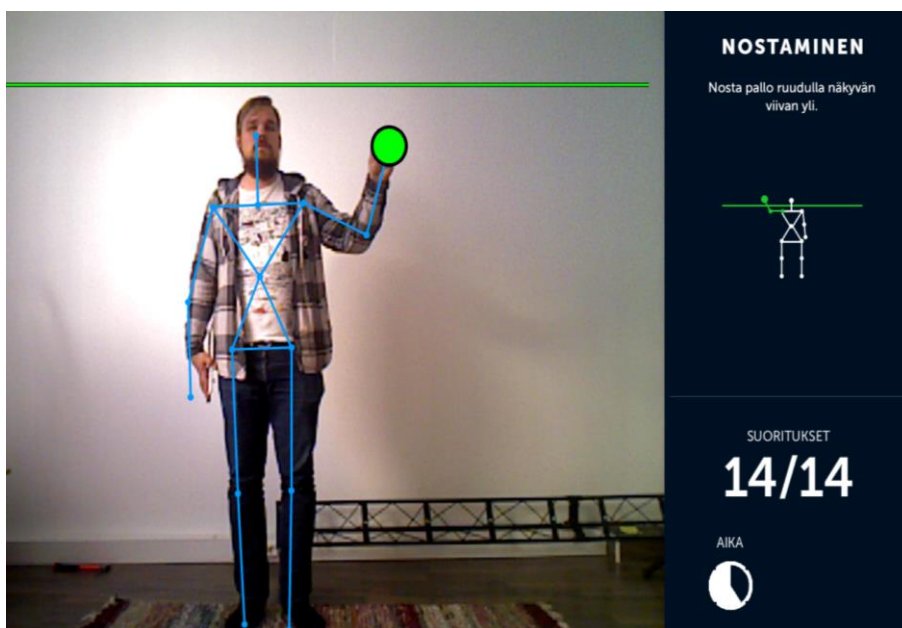 NOSTAMINEN
Nosta pallo ruudulla näkyvän
viivan yli.
SUORITUKSET
14/14
AIKA